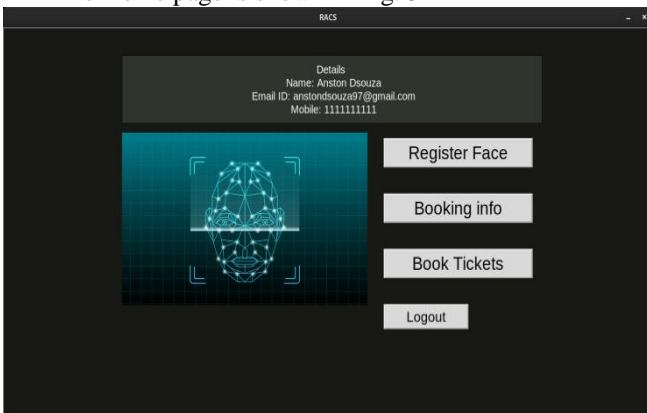 RACS
Details
Name: Anston Dsouza
Email ID: anstondsouza97@gmail.com
Mobile: 1111111111
Register Face
Booking info
Book Tickets
Logout